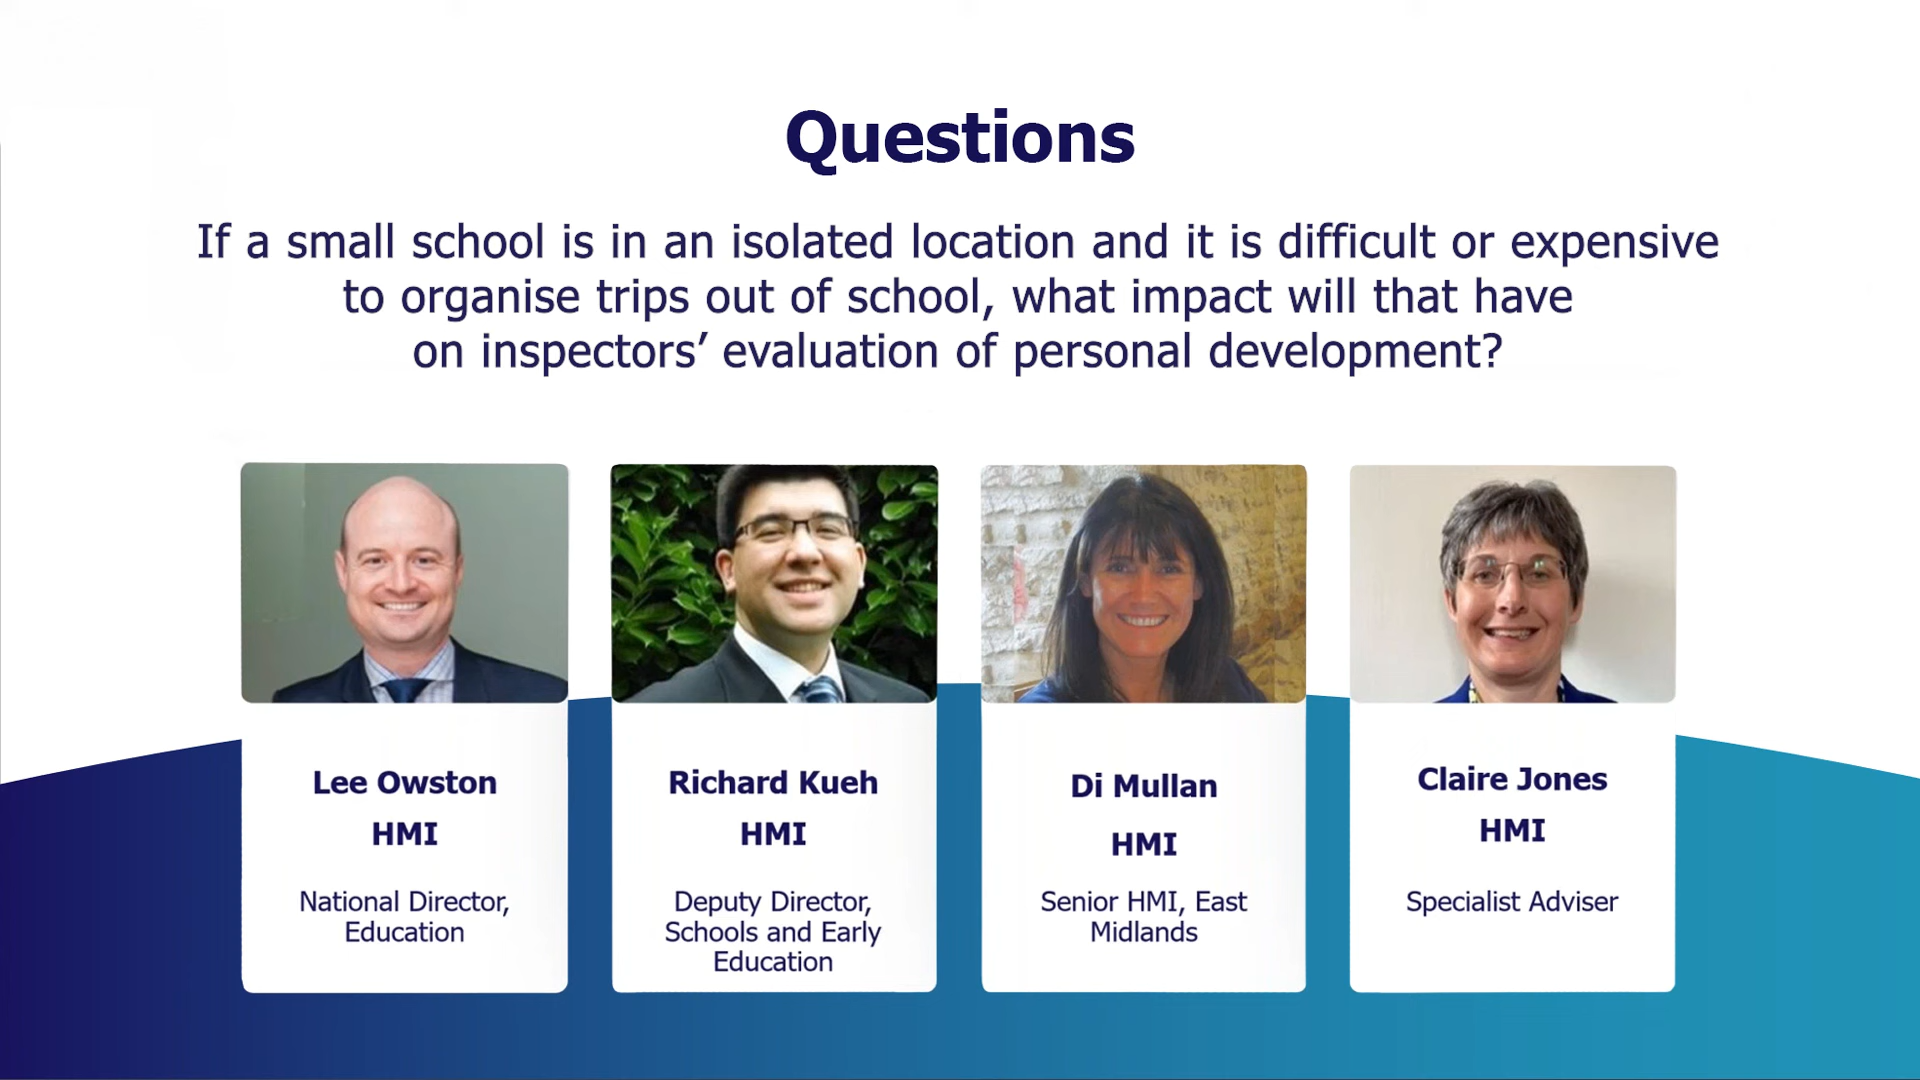 Questions
If a small school is in an isolated location and it is difficult or expensive
to organise trips out of school, what impact will that have
on inspectors’ evaluation of personal development?
Lee Owston
HMI
National Director,
Education
Richard Kueh
HMI
Deputy Director,
Schools and Early
Education
Di Mullan
HMI
Senior HMI, East
Midlands
Claire Jones
HMI
Specialist Adviser